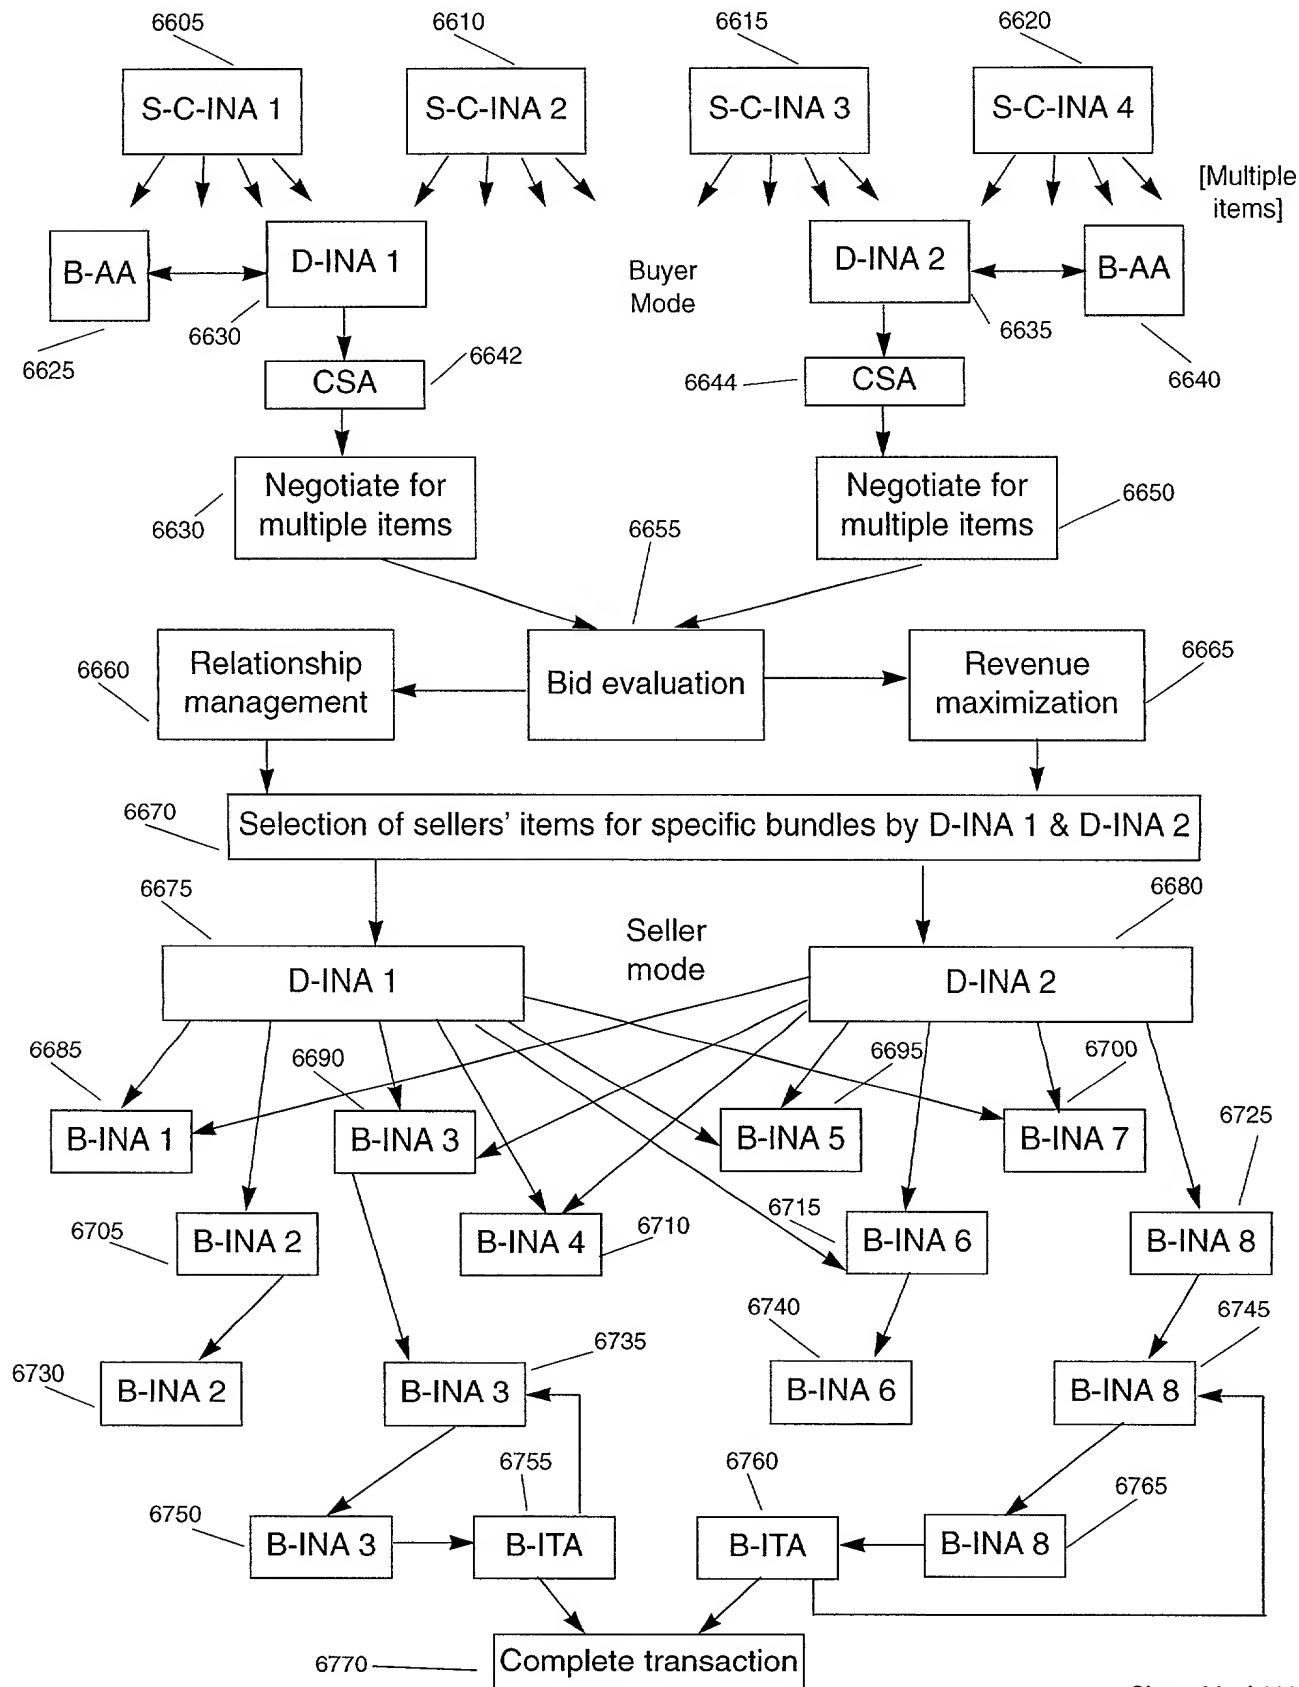 6605
6610
6615
6620
S-C-INA 1
S-C-INA 2
S-C-INA 3
S-C-INA 4
[Multiple
items]
B-AA
D-INA 1
Buyer
Mode
D-INA 2
B-AA
6625
6630
6635
6640
CSA
6642
6644
CSA
Negotiate for
multiple items
6630
Negotiate for
multiple items
6650
6655
6660
Relationship
management
Bid evaluation
Revenue
maximization
6665
6670
Selection of sellers' items for specific bundles by D-INA 1 & D-INA 2
6675
6680
Seller
mode
D-INA 1
D-INA 2
6685
6690
6695
6700
B-INA 1
B-INA 3
B-INA 5
B-INA 7
6725
6705
B-INA 2
B-INA 4
6710
6715
B-INA 6
B-INA 8
6730
B-INA 2
B-INA 3
6735
6740
B-INA 6
B-INA 8
6745
6750
B-INA 3
6755
B-ITA
6760
B-ITA
B-INA 8
6765
6770
Complete transaction